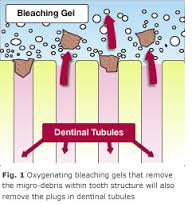 Bleaching Gel
Dentinal Tubules
Fig. 1 Oxygenating bleaching gels that remove
the micro-debris within tooth structure will also
remove the plugs in dentinal tubules